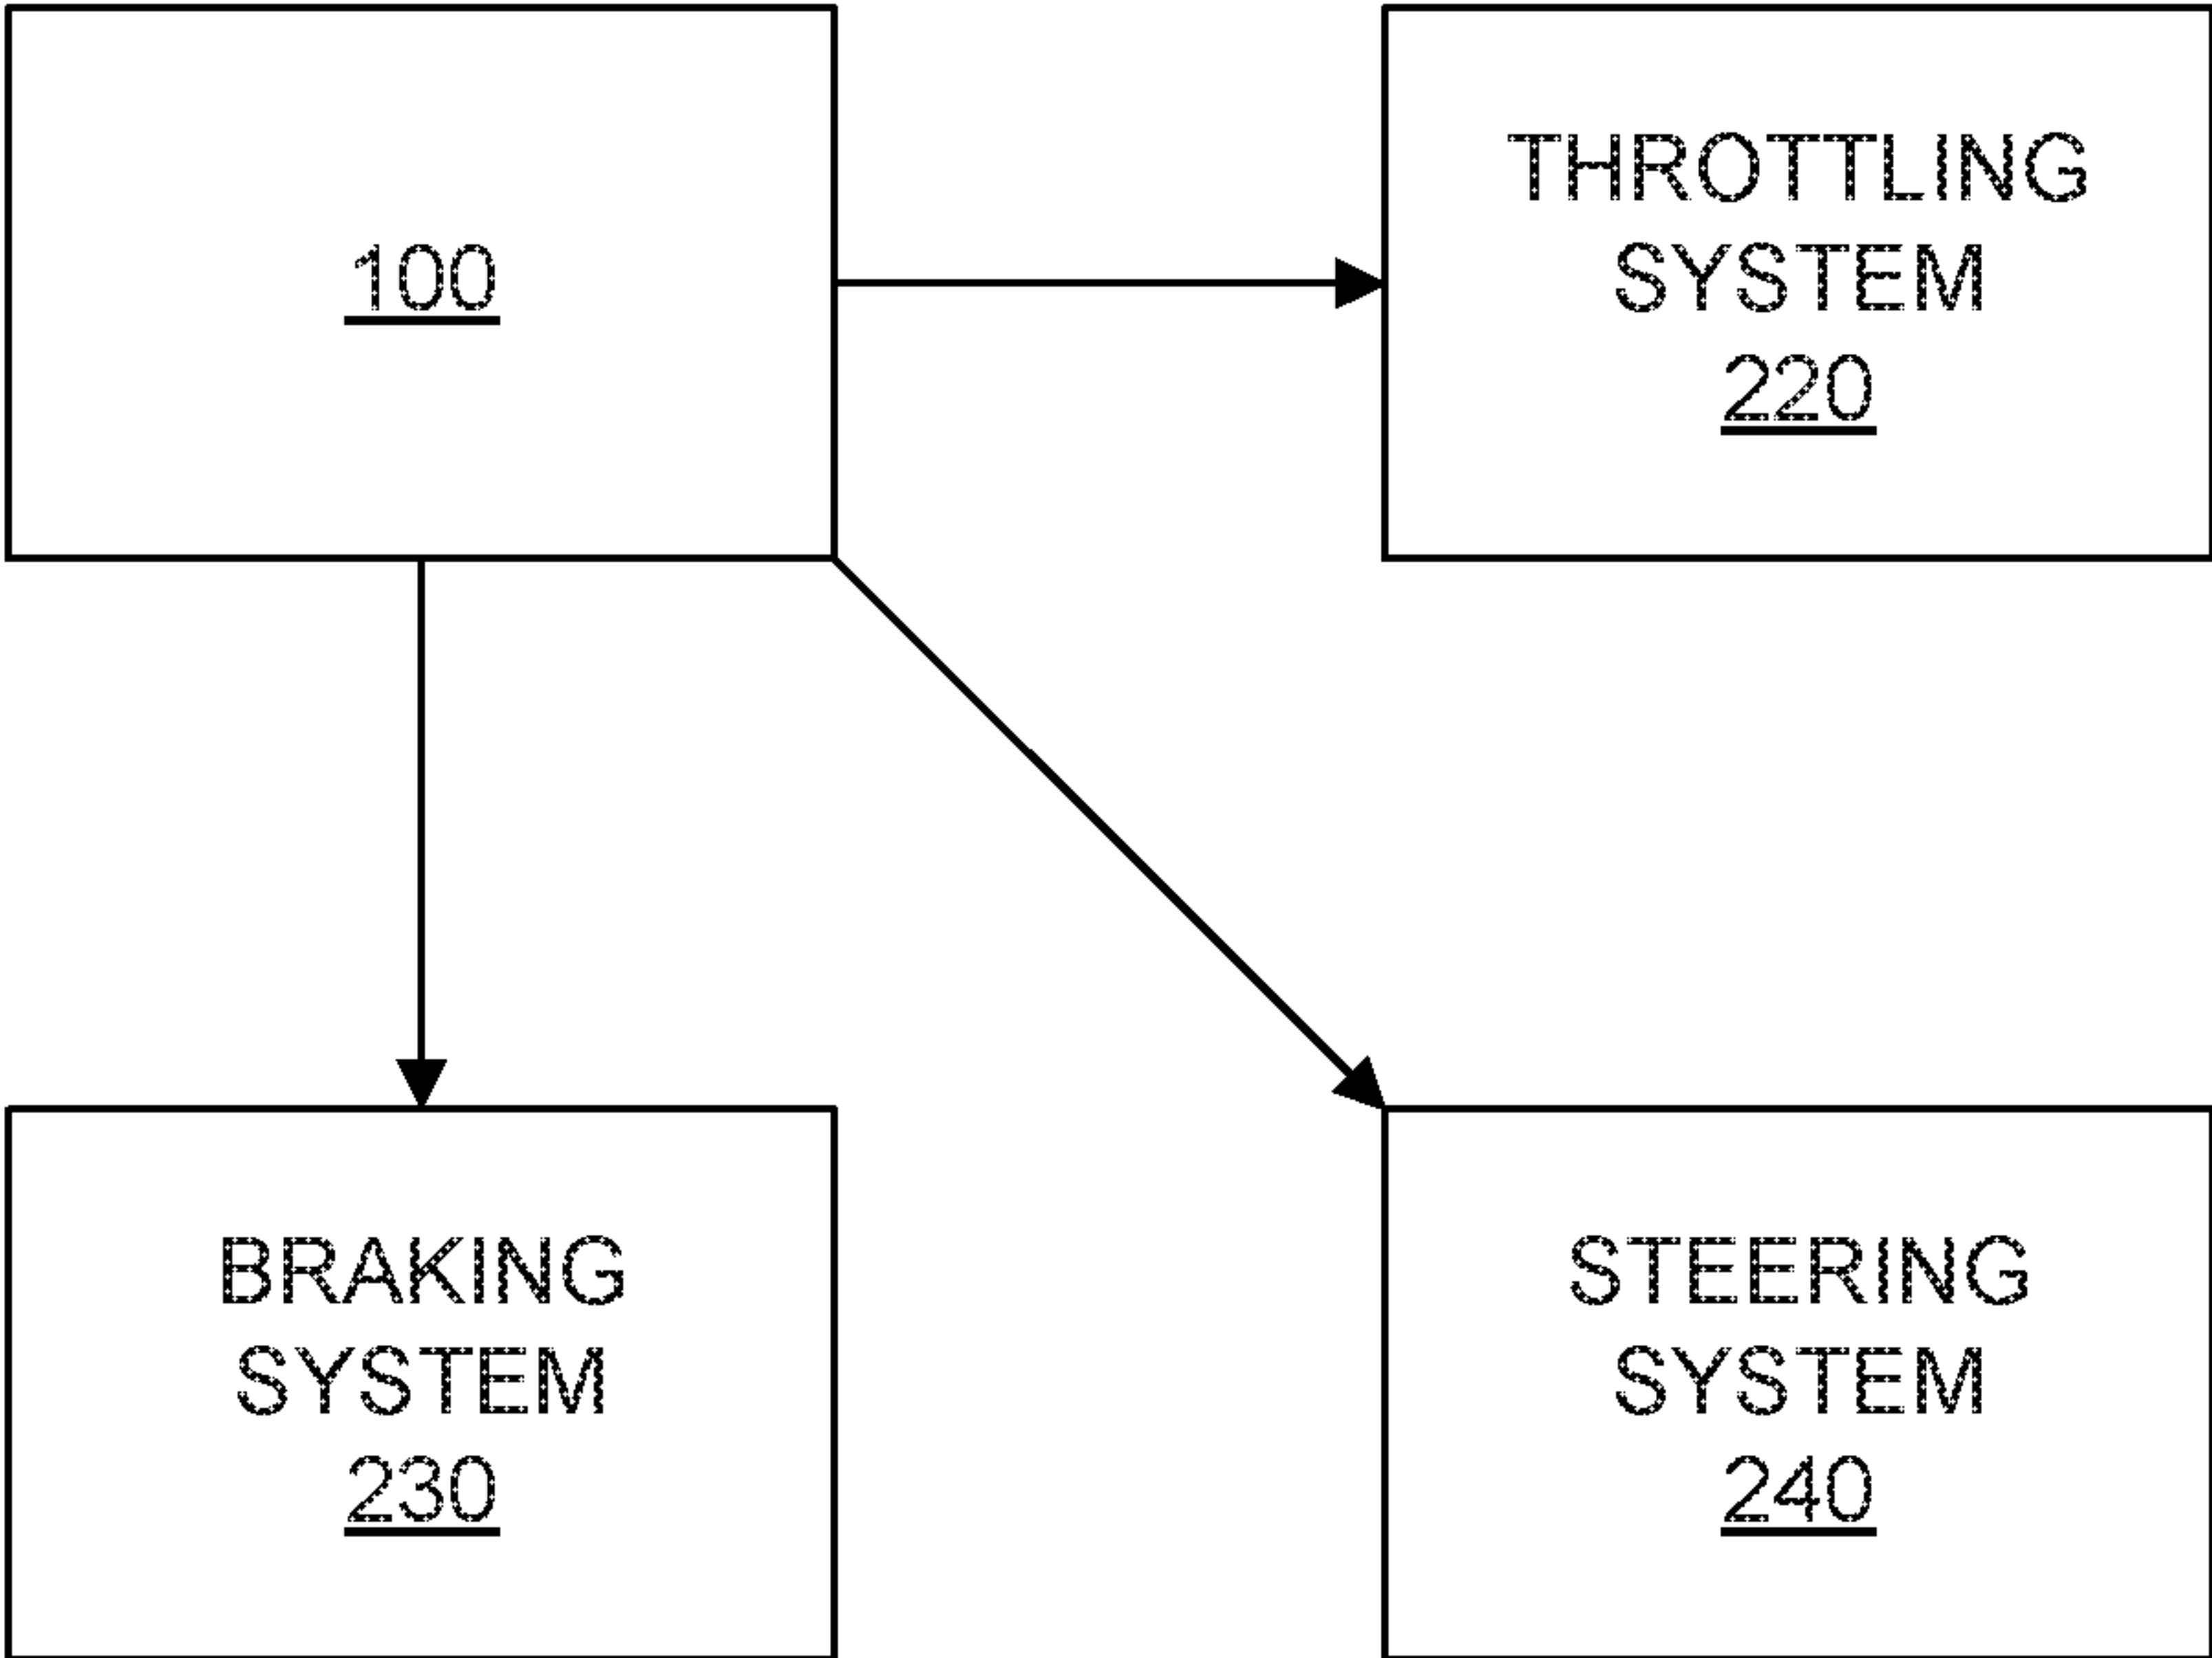 100
THROTTLING
SYSTEM
220
BRAKING
SYSTEM
230
STEERING
SYSTEM
240